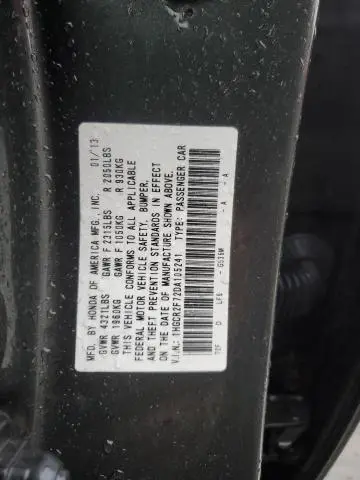 MFD. BY HONDA OF AMERICA MFG., INC. 01/13
GVWR 4321LBS GAWR F 2315LBS R 2050LBS
GVWR 1960KG GAWR F 1050KG R 930KG
THIS VEHICLE CONFORMS TO ALL APPLICABLE
FEDERAL MOTOR VEHICLE SAFETY, BUMPER,
AND THEFT PREVENTION STANDARDS IN EFFECT
ON THE DATE OF MANUFACTURE SHOWN ABOVE.
V.I.N.: 1HGCR2F72DA105241 TYPE: PASSENGER CAR
D LFG -A -A